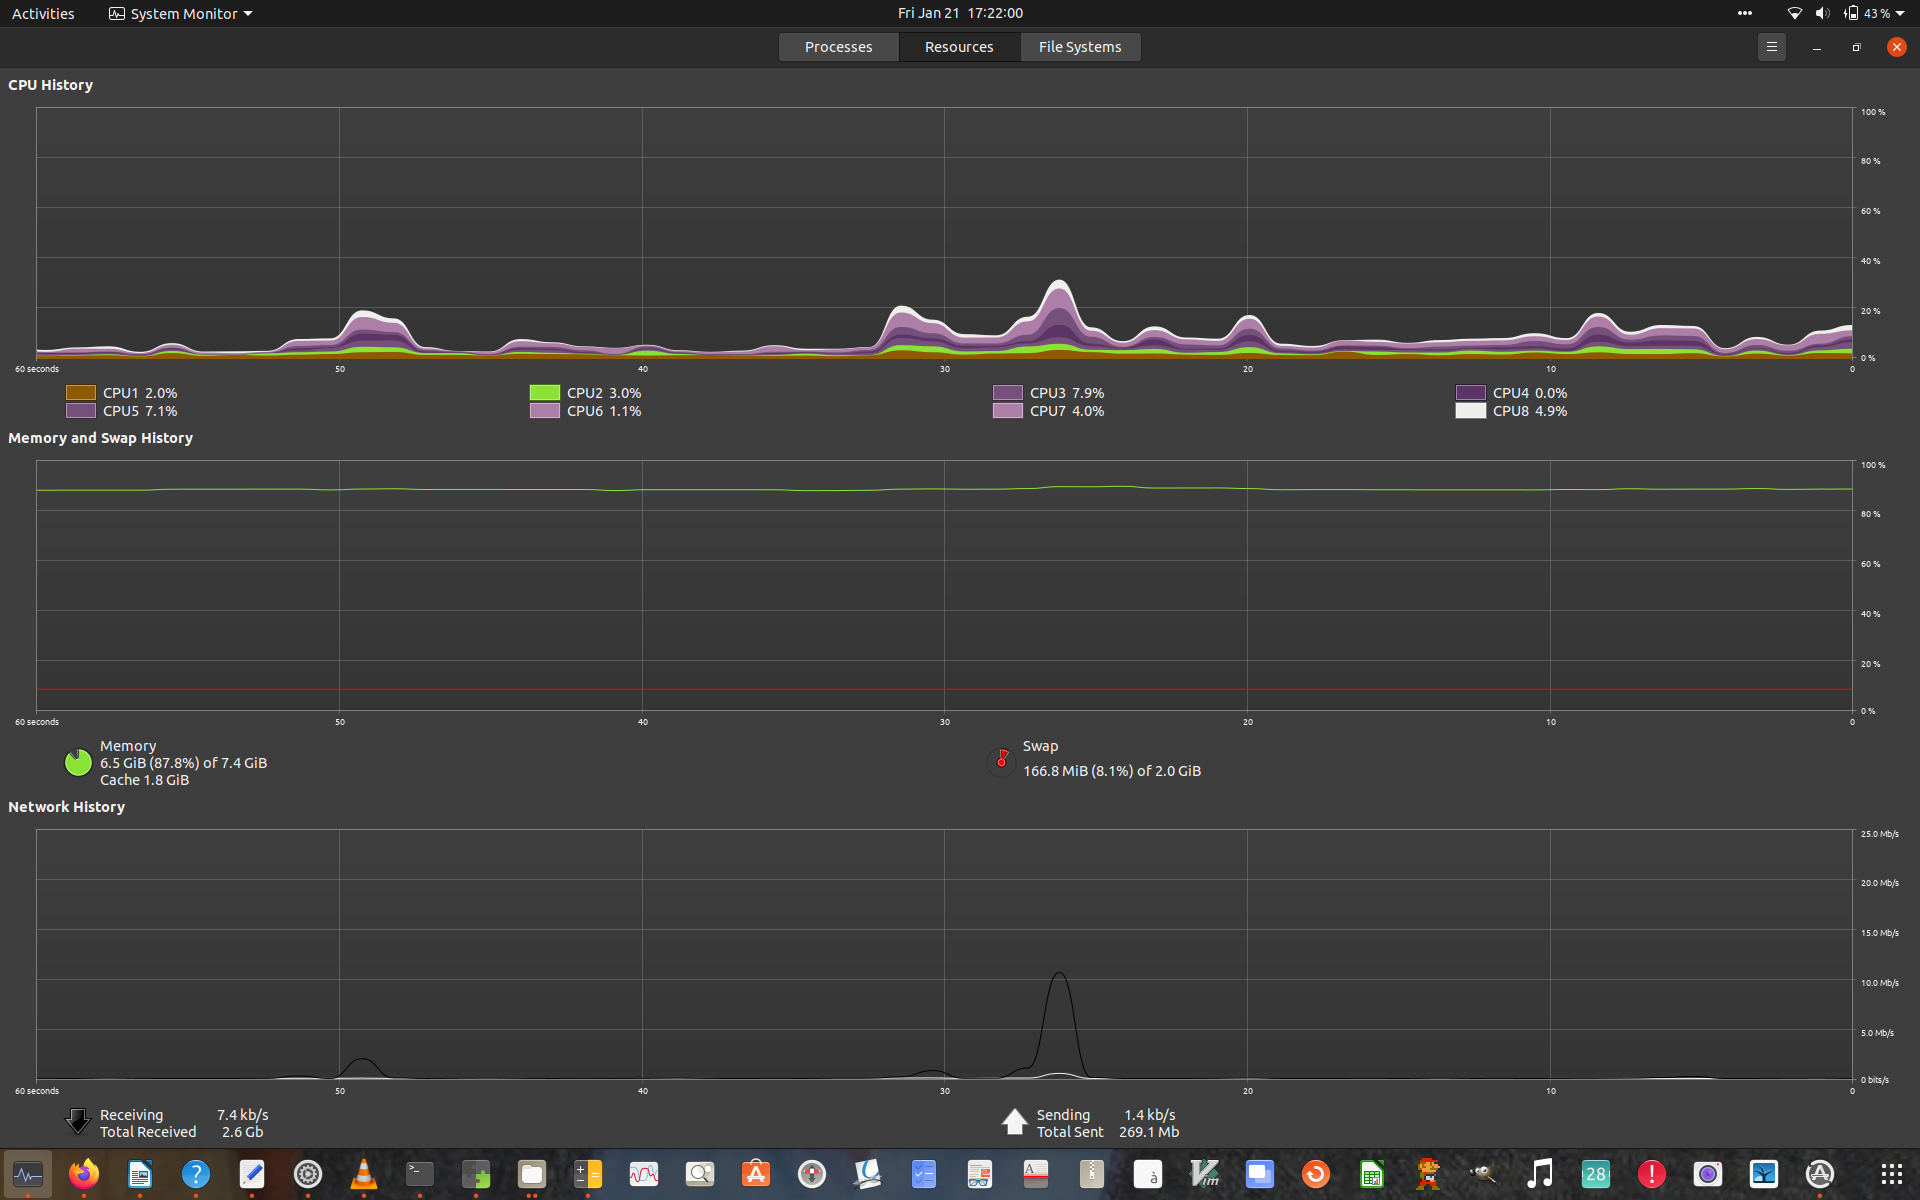 Activities System Monitor Fri Jan 21 17:22:00 43 %
Processes Resources File Systems
CPU History
100 %
80 %
60 %
40 %
20 %
0 %
60 seconds 50 40 30 20 10 0
CPU1 2.0% CPU2 3.0% CPU3 7.9% CPU4 0.0%
CPU5 7.1% CPU6 1.1% CPU7 4.0% CPU8 4.9%
Memory and Swap History
100 %
80 %
60 %
40 %
20 %
0 %
60 seconds 50 40 30 20 10 0
Memory
6.5 GiB (87.8%) of 7.4 GiB
Cache 1.8 GiB
Swap
166.8 MiB (8.1%) of 2.0 GiB
Network History
25.0 Mb/s
20.0 Mb/s
15.0 Mb/s
10.0 Mb/s
5.0 Mb/s
0 bits/s
60 seconds 50 40 30 20 10 0
Receiving 7.4 kb/s
Total Received 2.6 Gb
Sending 1.4 kb/s
Total Sent 269.1 Mb
? >_ A à Vim 28 !